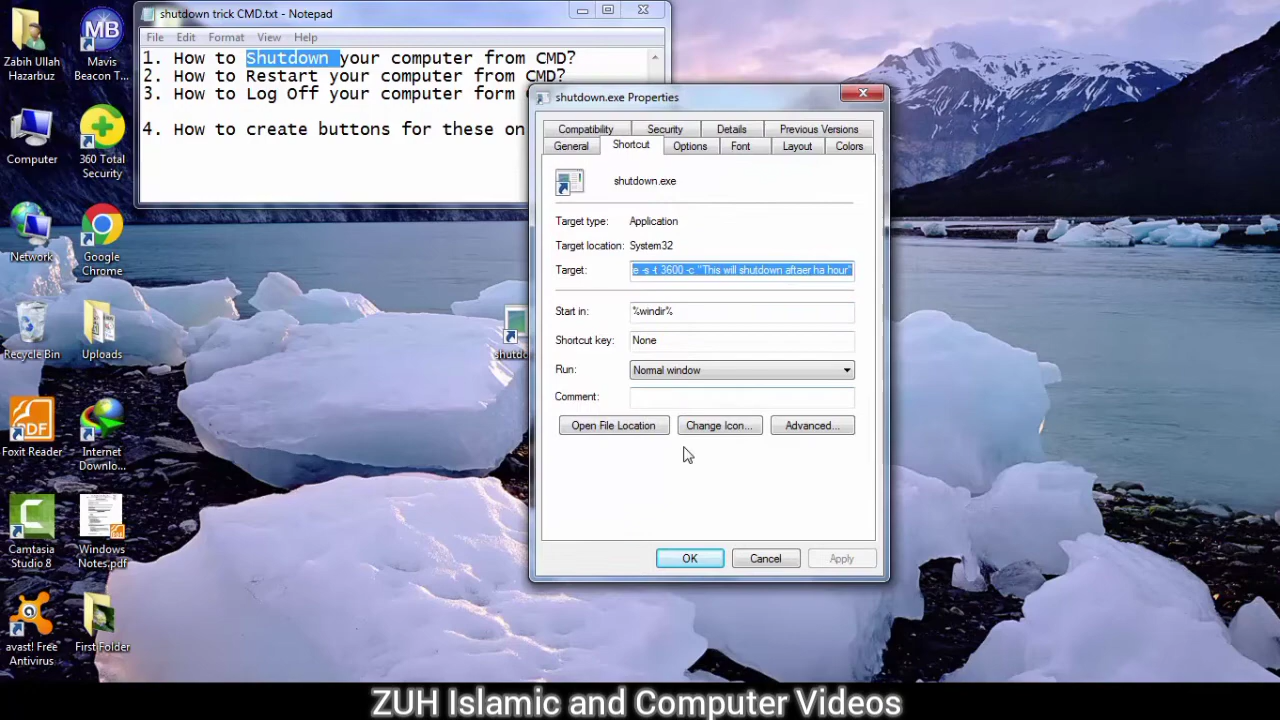 shutdown trick CMD.txt - Notepad
File Edit Format View Help
1. How to Shutdown your computer from CMD?
2. How to Restart your computer from CMD?
3. How to Log Off your computer form
4. How to create buttons for these on
Zabih Ullah
Hazarbuz
Mavis
Beacon T...
Computer
360 Total
Security
Network
Google
Chrome
Recycle Bin
Uploads
Foxit Reader
Internet
Downlo...
Camtasia
Studio 8
Windows
Notes.pdf
avast! Free
Antivirus
First Folder
shutdo
shutdown.exe Properties
Compatibility Security Details Previous Versions
General Shortcut Options Font Layout Colors
shutdown.exe
Target type: Application
Target location: System32
Target: e -s -t 3600 -c "This will shutdown aftaer ha hour"
Start in: %windir%
Shortcut key: None
Run: Normal window
Comment:
Open File Location Change Icon... Advanced...
OK Cancel Apply
ZUH Islamic and Computer Videos